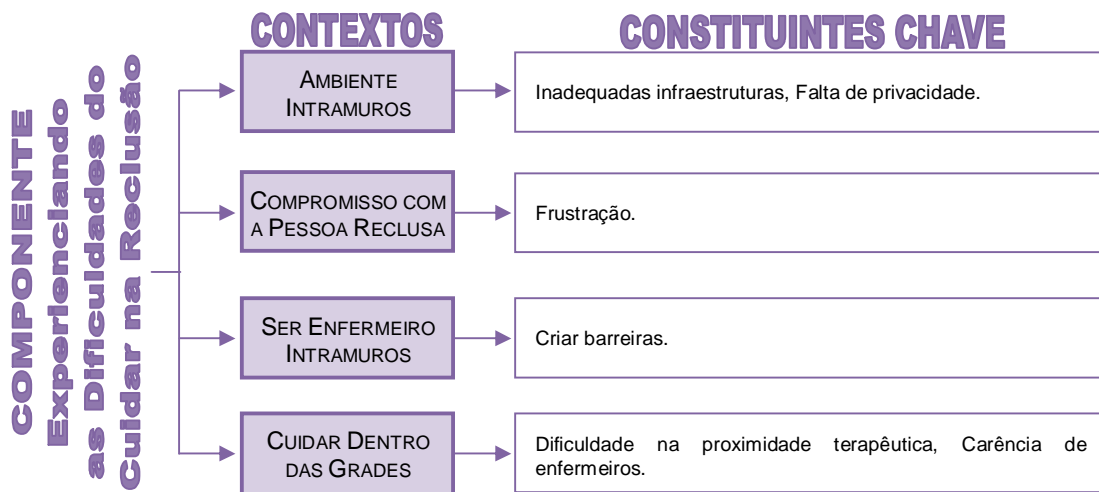 COMPONENTE
Experienciando
as Dificuldades do
Cuidar na Reclusão
CONTEXTOS
CONSTITUINTES CHAVE
AMBIENTE
INTRAMUROS
Inadequadas infraestruturas, Falta de privacidade.
COMPROMISSO COM
A PESSOA RECLUSA
Frustração.
SER ENFERMEIRO
INTRAMUROS
Criar barreiras.
CUIDAR DENTRO
DAS GRADES
Dificuldade na proximidade terapêutica, Carência de
enfermeiros.